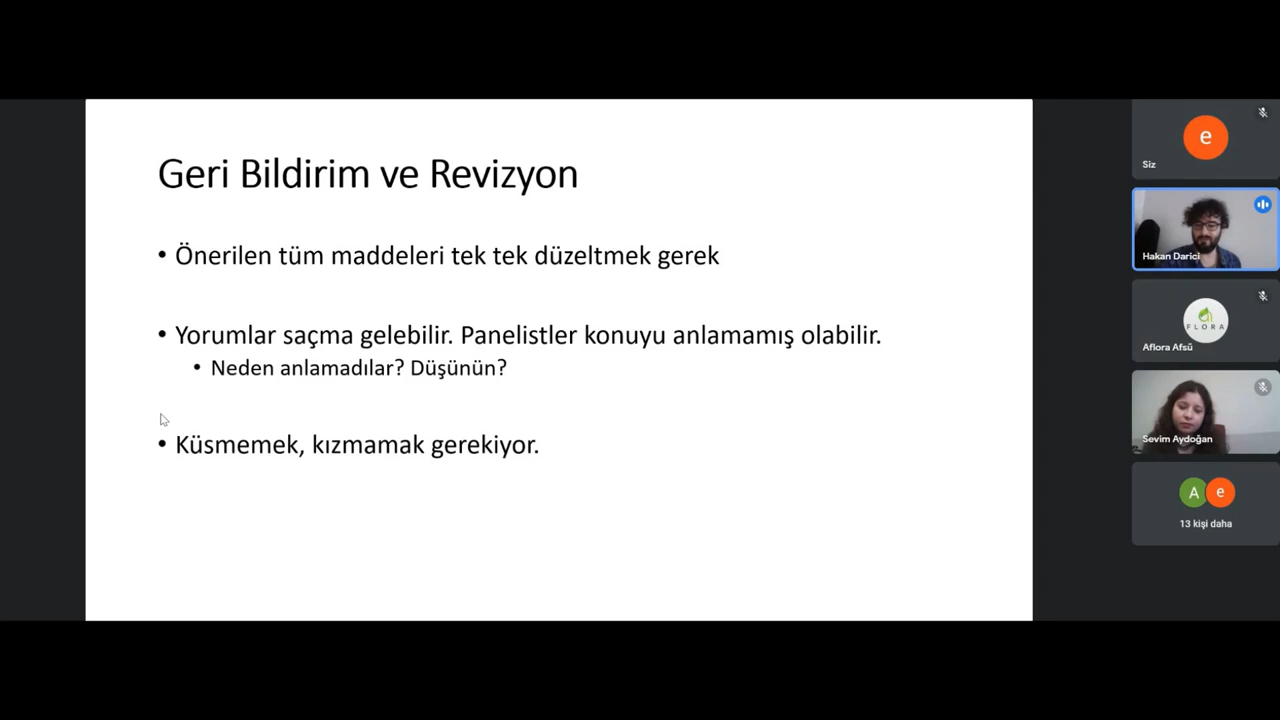 Geri Bildirim ve Revizyon
• Önerilen tüm maddeleri tek tek düzeltmek gerek
• Yorumlar saçma gelebilir. Panelistler konuyu anlamamış olabilir.
• Neden anlamadılar? Düşünün?
• Küsmemek, kızmamak gerekiyor.
e
Siz
Hakan Darici
FLORA
Aflora Afsü
Sevim Aydoğan
A e
13 kişi daha